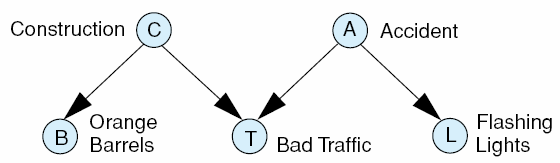 Construction C
A Accident
B Orange Barrels
T Bad Traffic
L Flashing Lights